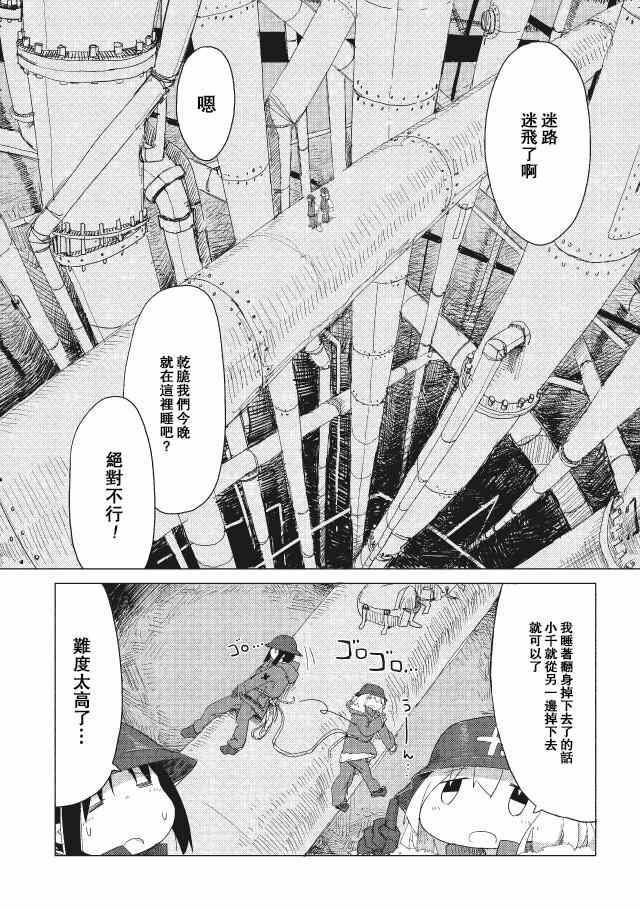 迷路
迷飛了啊
嗯
乾脆我們今晚
就在這裡睡吧？
絕對不行！
我睡著翻身掉下去了的話
小千就從另一邊掉下去
就可以了
ゴロゴロ…
ゴロ…
うーん
難度太高了…